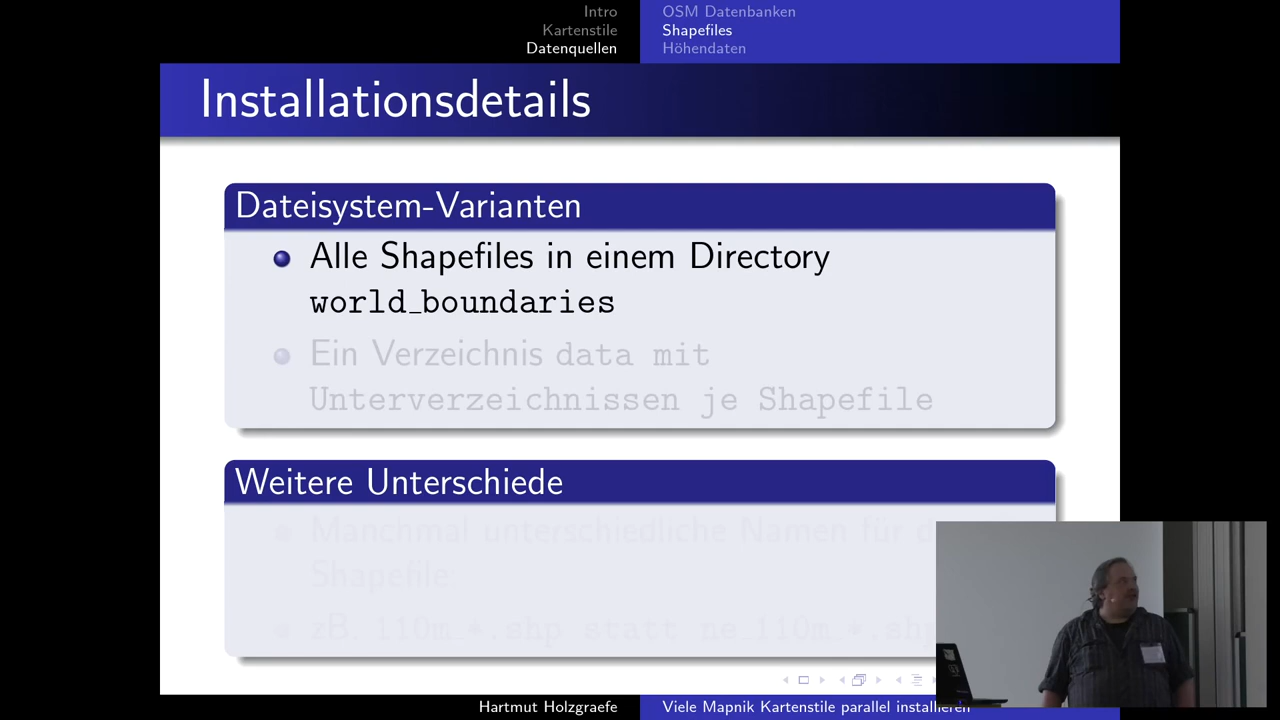 Intro
Kartenstile
Datenquellen
OSM Datenbanken
Shapefiles
Höhendaten
Installationsdetails
Dateisystem-Varianten
Alle Shapefiles in einem Directory
world_boundaries
Ein Verzeichnis data mit
Unterverzeichnissen je Shapefile
Weitere Unterschiede
Manchmal unterschiedliche Namen für
Shapefile
zB. 110m_*.shp statt ne_110m_*.shp
Hartmut Holzgraefe
Viele Mapnik Kartenstile parallel installieren